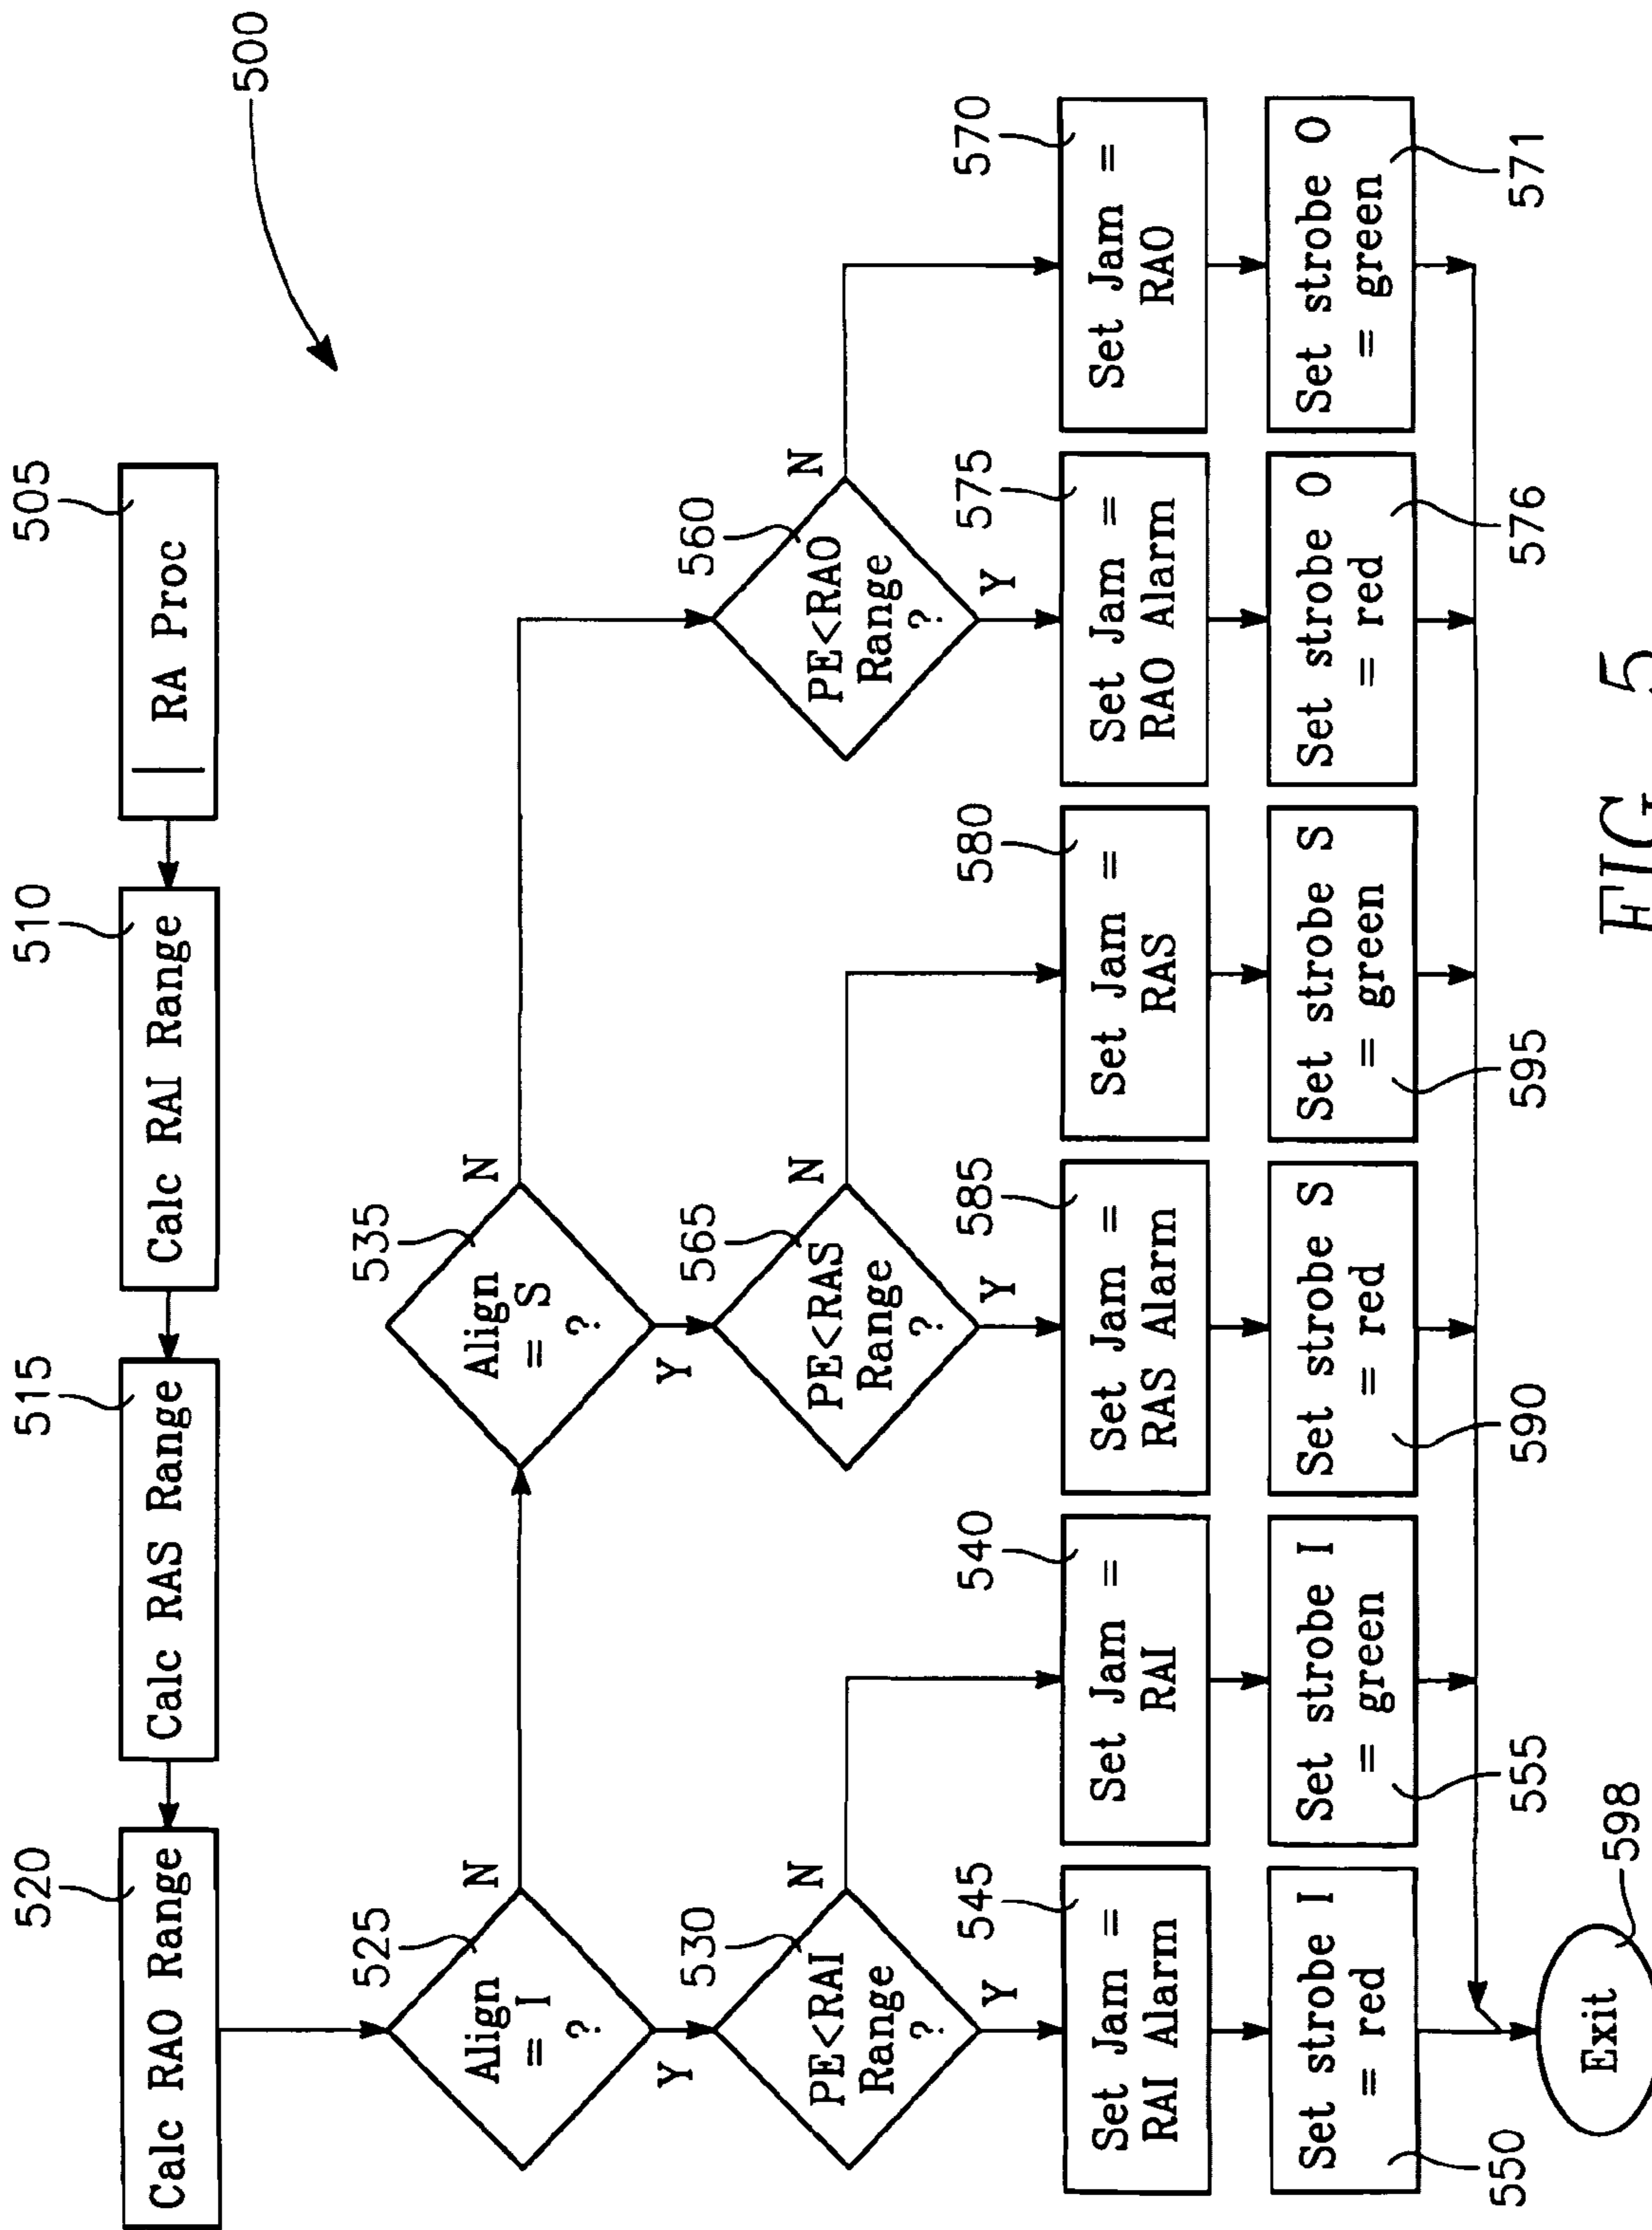 500
505
RA Proc
510
Calc RAI Range
515
Calc RAS Range
520
Calc RAO Range
525
Align
= I
?
N
Y
535
Align
= S
?
N
Y
530
PE<RAI
Range
?
N
Y
565
PE<RAS
Range
?
N
Y
560
PE<RAO
Range
?
N
Y
545
Set Jam =
RAI Alarm
540
Set Jam =
RAI
585
Set Jam =
RAS Alarm
580
Set Jam =
RAS
575
Set Jam =
RAO Alarm
570
Set Jam =
RAO
Set strobe I
= red
550
Set strobe I
= green
555
Set strobe S
= red
590
Set strobe S
= green
595
Set strobe O
= red
576
Set strobe O
= green
571
Exit
598
FIG. 5